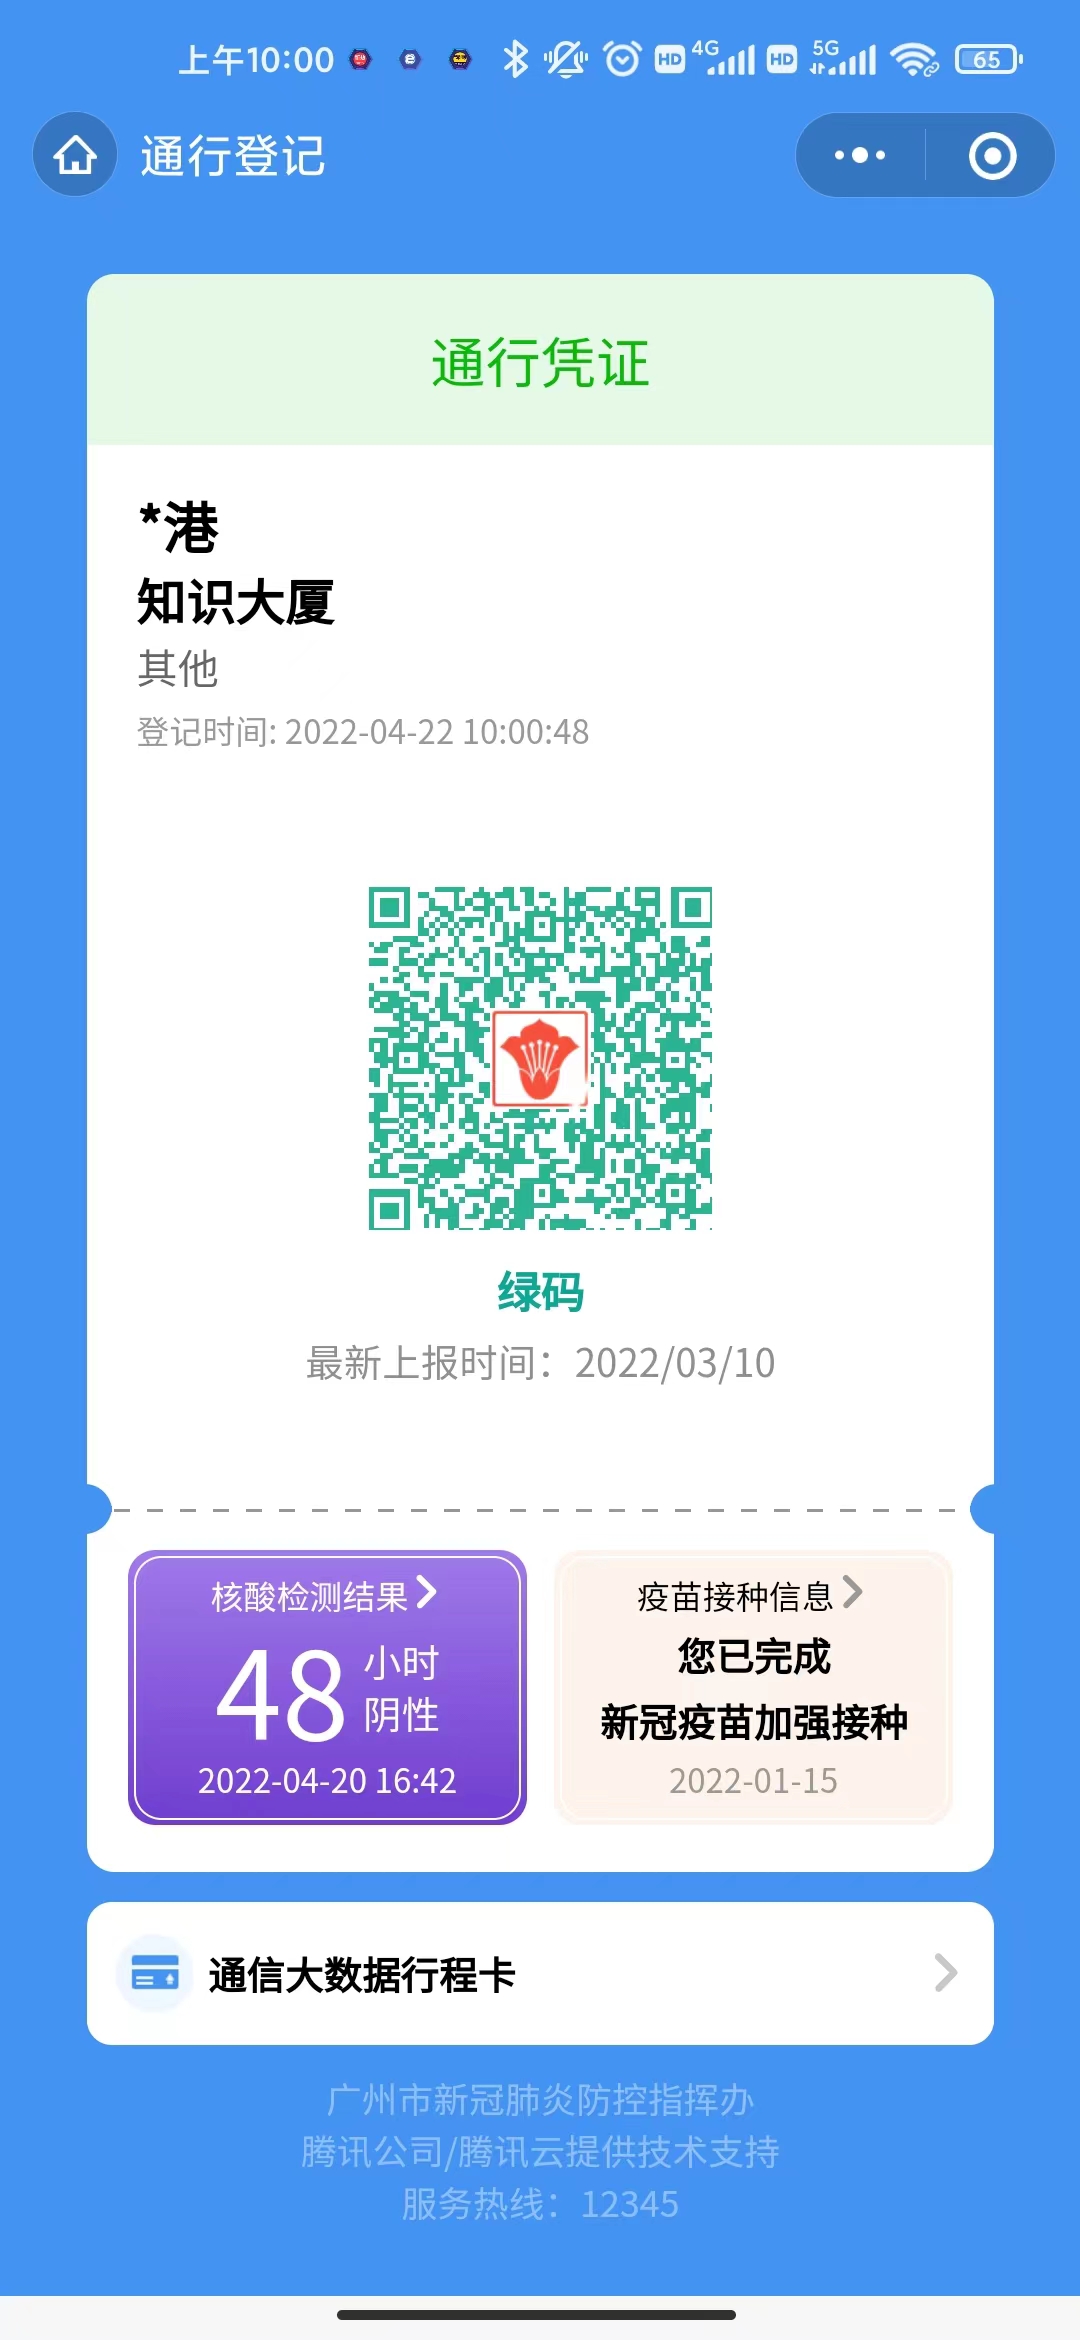 上午10:00
HD 4G HD 5G 65
通行登记
通行凭证
*港
知识大厦
其他
登记时间: 2022-04-22 10:00:48
绿码
最新上报时间：2022/03/10
核酸检测结果
48 小时
阴性
2022-04-20 16:42
疫苗接种信息
您已完成
新冠疫苗加强接种
2022-01-15
通信大数据行程卡
广州市新冠肺炎防控指挥办
腾讯公司/腾讯云提供技术支持
服务热线：12345